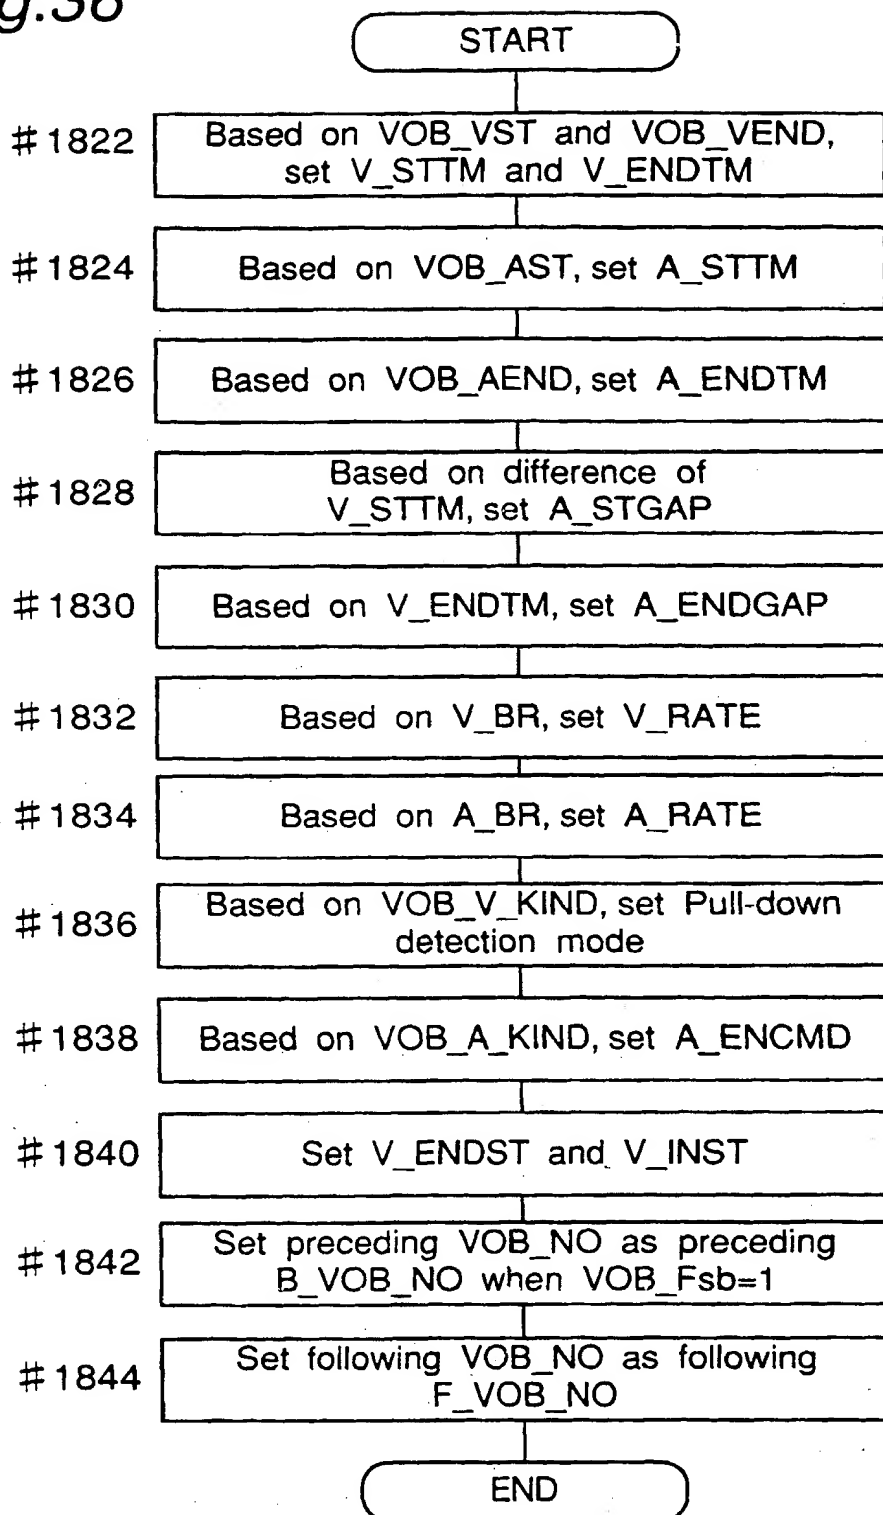 g.36
START
#1822
Based on VOB_VST and VOB_VEND,
set V_STTM and V_ENDTM
#1824
Based on VOB_AST, set A_STTM
#1826
Based on VOB_AEND, set A_ENDTM
#1828
Based on difference of
V_STTM, set A_STGAP
#1830
Based on V_ENDTM, set A_ENDGAP
#1832
Based on V_BR, set V_RATE
#1834
Based on A_BR, set A_RATE
#1836
Based on VOB_V_KIND, set Pull-down
detection mode
#1838
Based on VOB_A_KIND, set A_ENCMD
#1840
Set V_ENDST and V_INST
#1842
Set preceding VOB_NO as preceding
B_VOB_NO when VOB_Fsb=1
#1844
Set following VOB_NO as following
F_VOB_NO
END